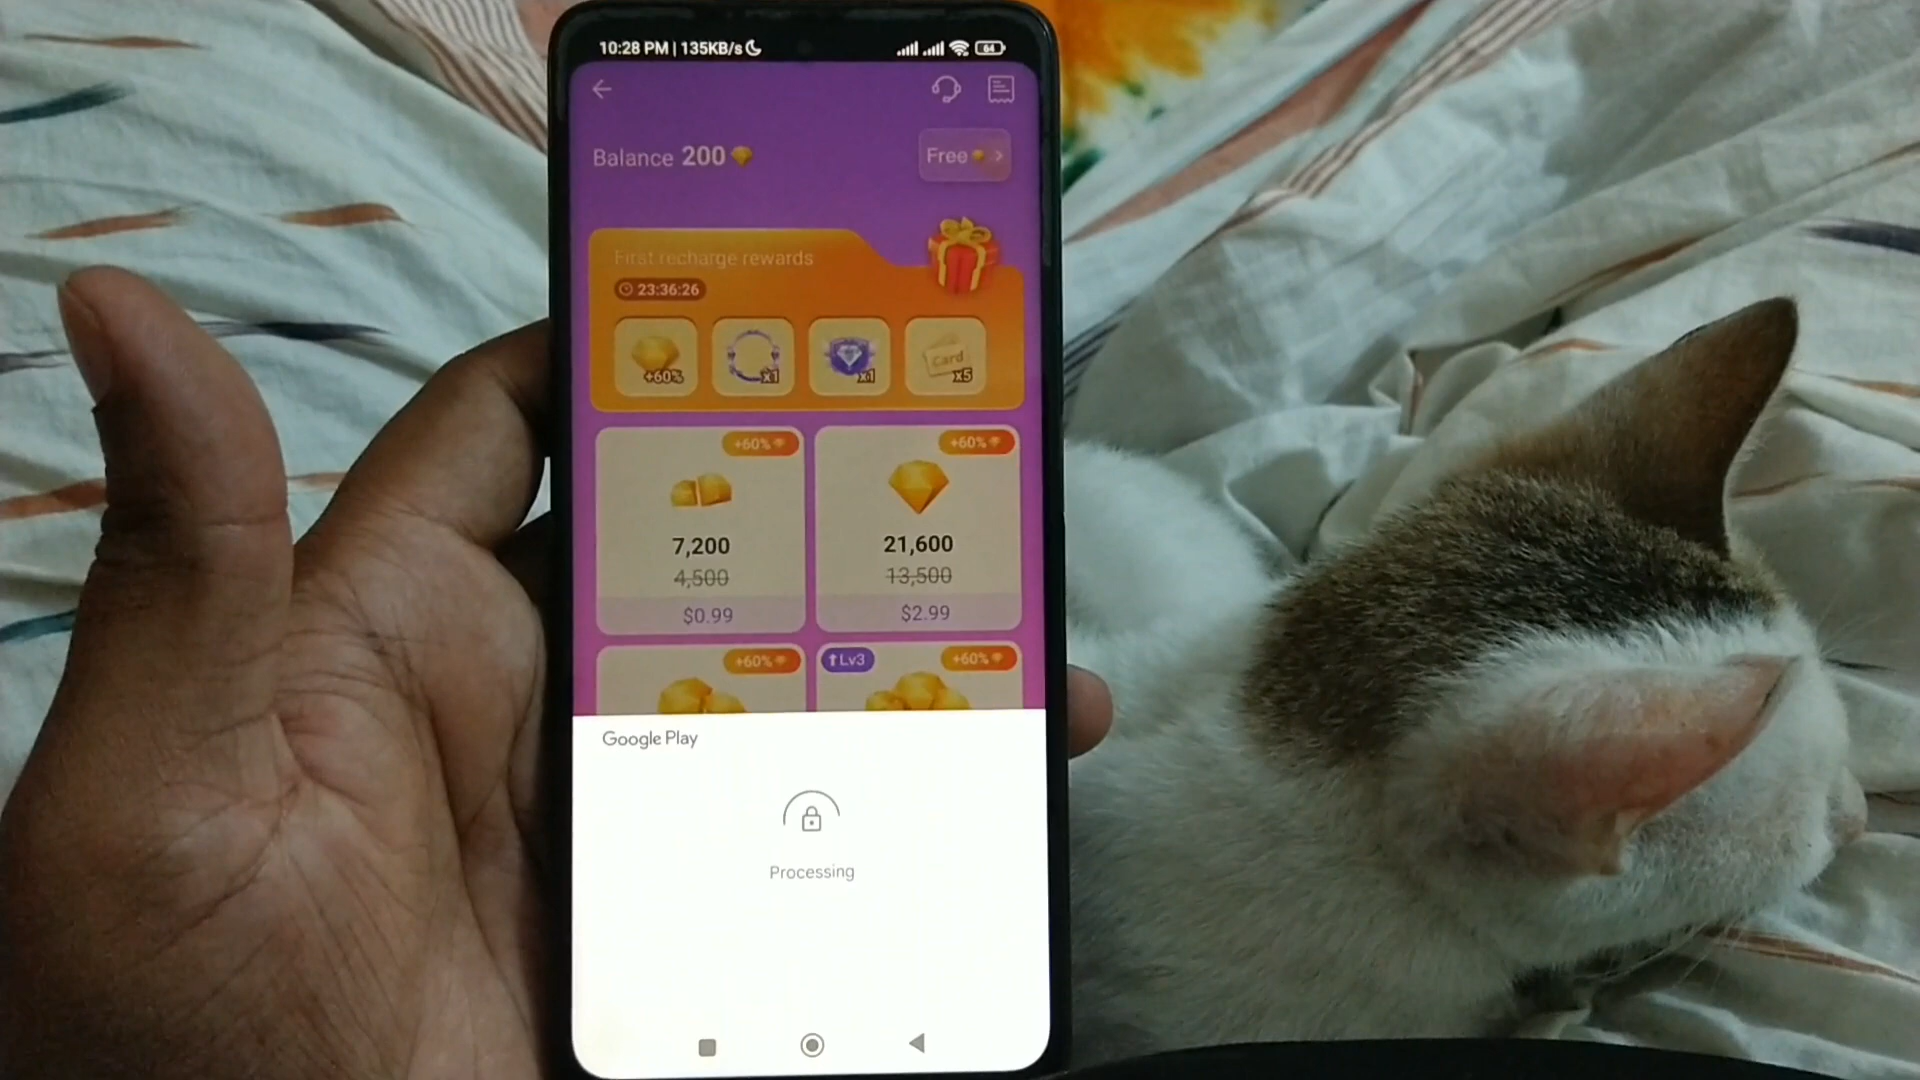 10:28 PM | 135KB/s
64
Balance 200
Free
First recharge rewards
23:36:26
+60%
x1
x1
card
x5
+60%
+60%
7,200
21,600
4,500
13,500
$0.99
$2.99
+60%
Lv3
+60%
Google Play
Processing